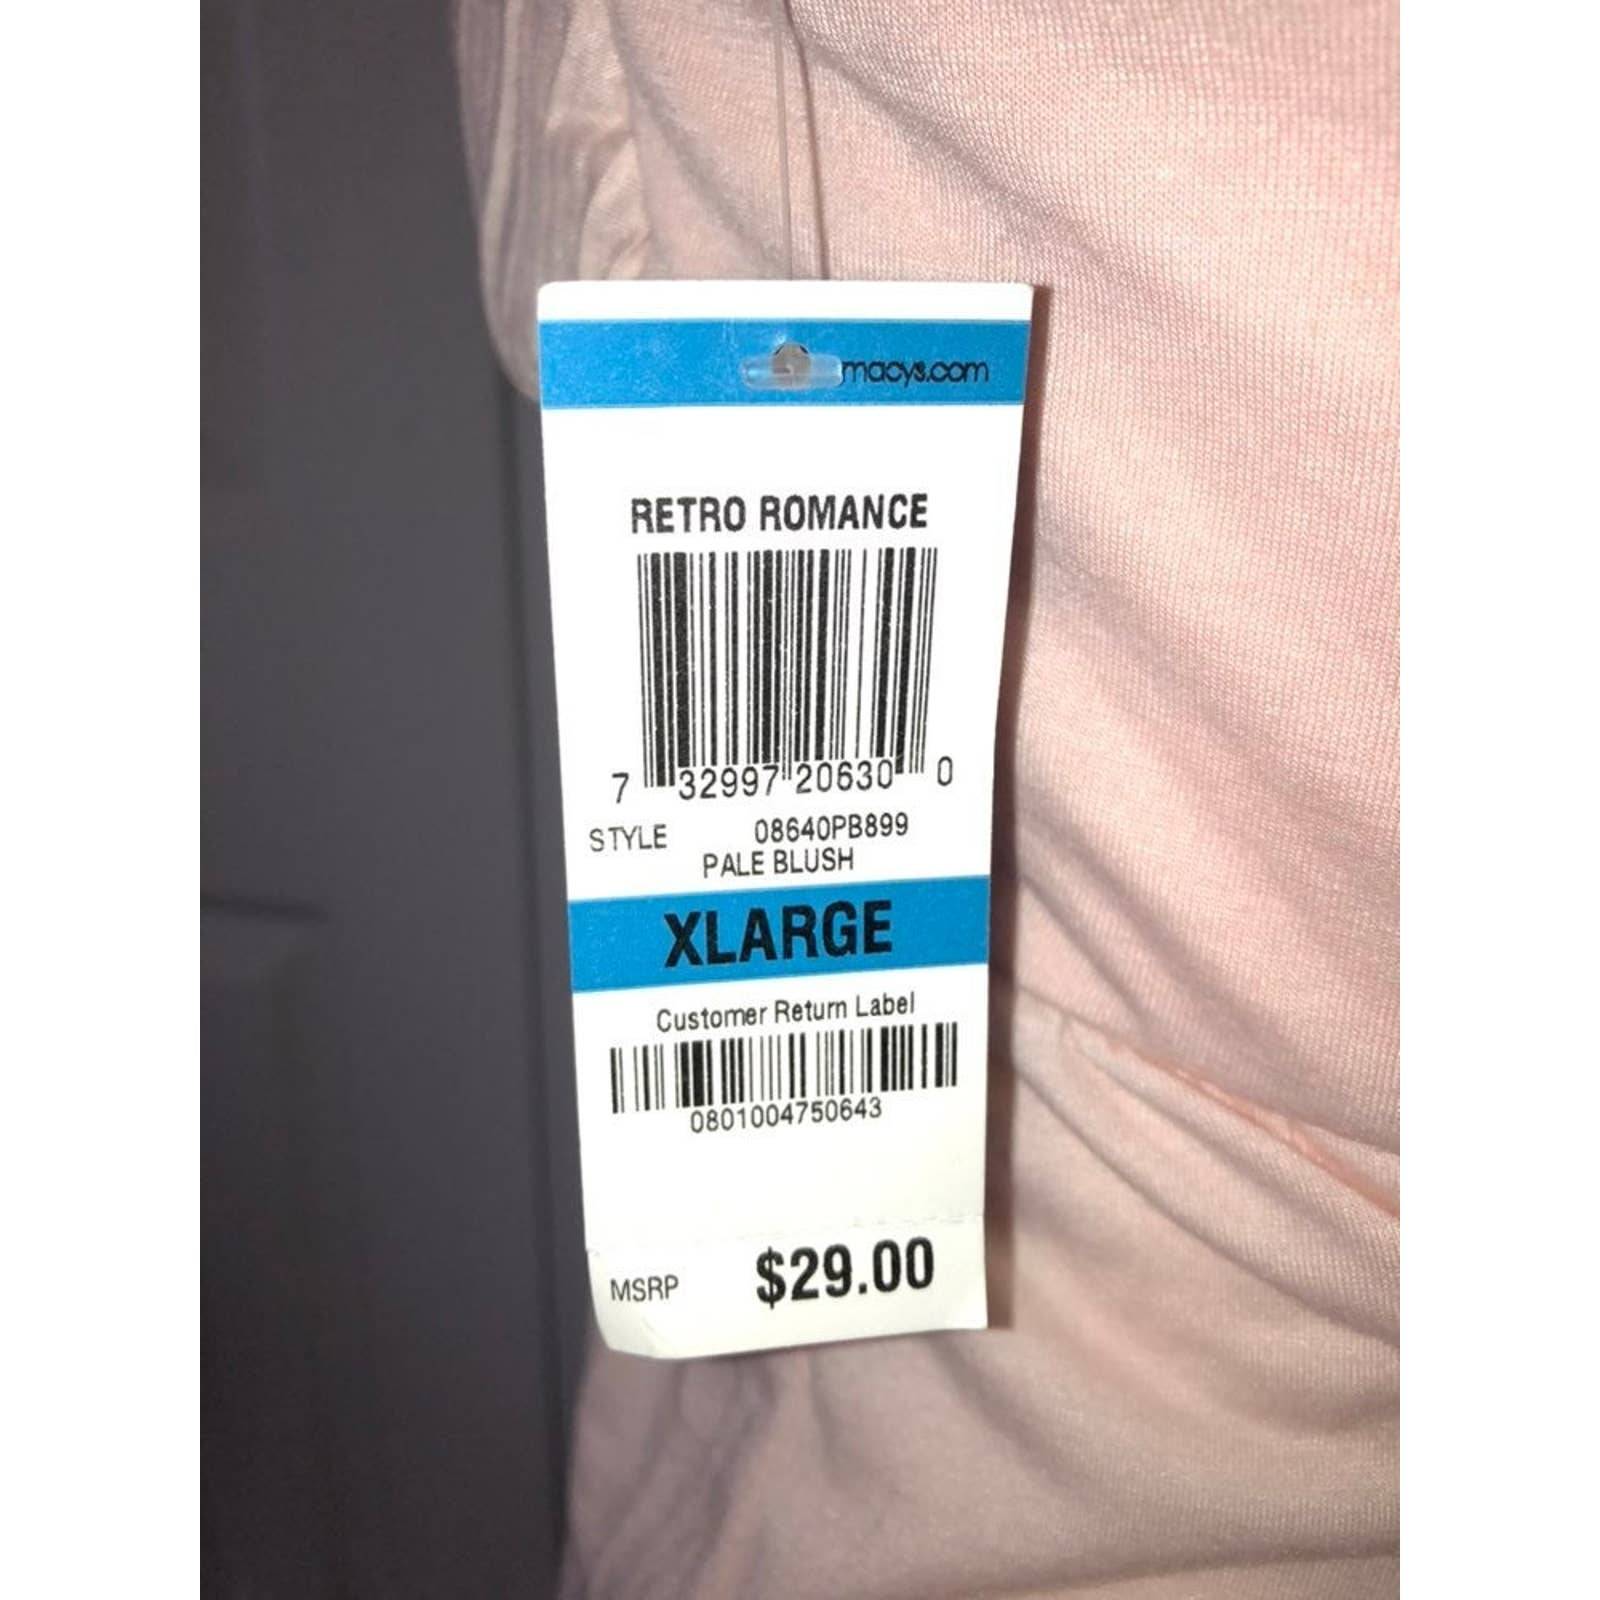 macys.com
RETRO ROMANCE
7 32997 20630 0
STYLE 08640PB899
PALE BLUSH
XLARGE
Customer Return Label
0801004750643
MSRP $29.00